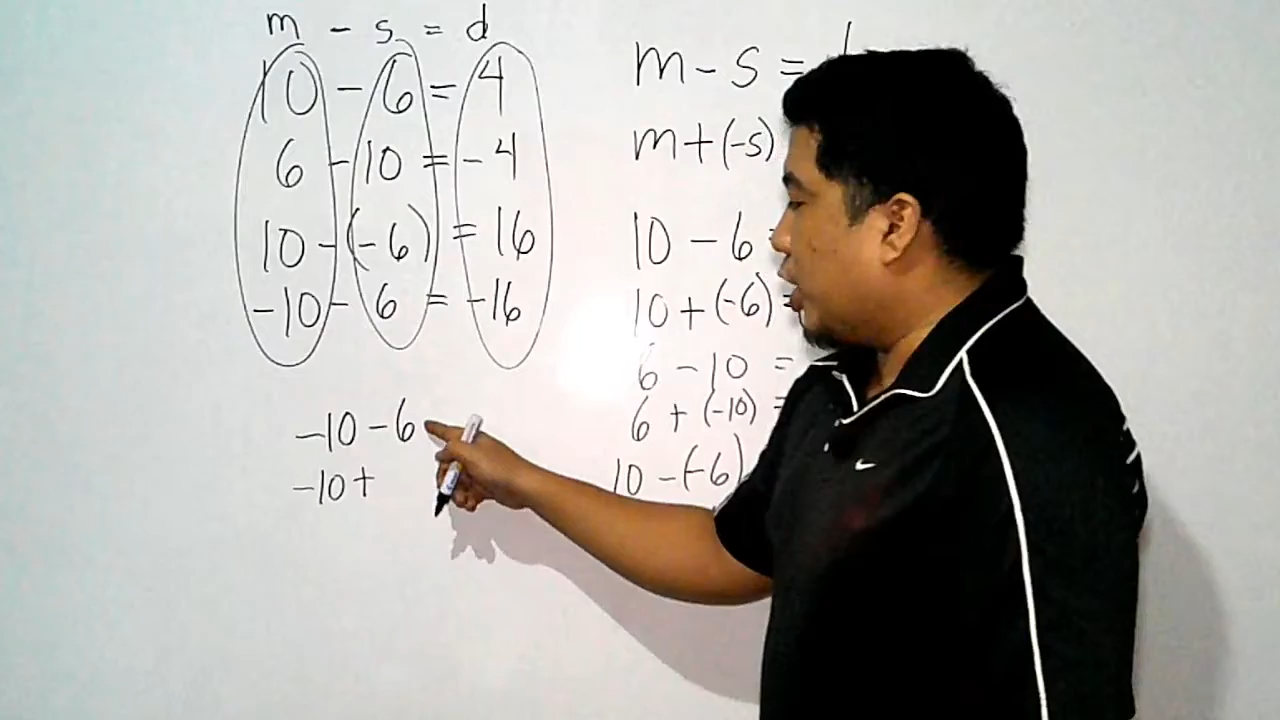 m - s = d
10 - 6 = 4
6 - 10 = -4
10 - (-6) = 16
-10 - 6 = -16
-10 - 6
-10 +
m - s =
m + (-s)
10 - 6 =
10 + (-6) =
6 - 10 =
6 + (-10) =
10 - (-6)